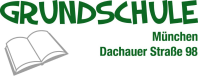 GRUNDSCHULE
München
Dachauer Straße 98